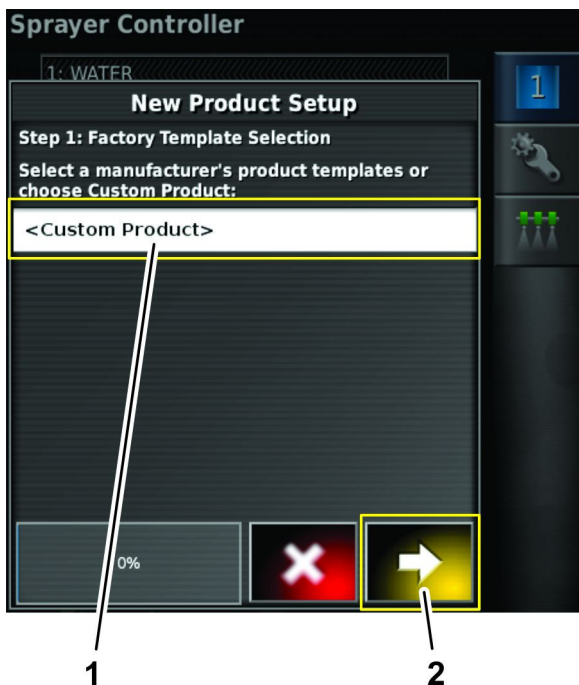 Sprayer Controller
1: WATER
1
New Product Setup
Step 1: Factory Template Selection
Select a manufacturer's product templates or
choose Custom Product:
<Custom Product>
0%
1
2